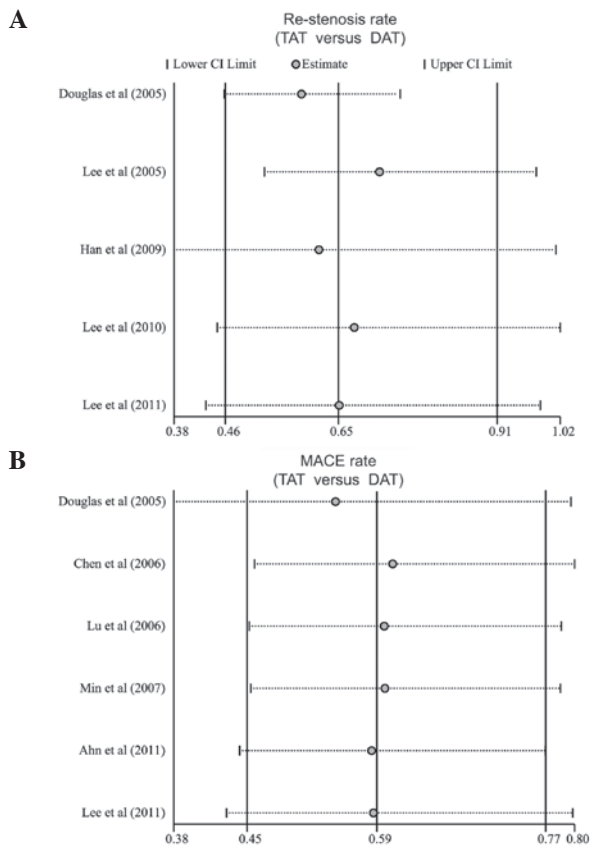 A
Re-stenosis rate
(TAT versus DAT)
Lower CI Limit Estimate Upper CI Limit
Douglas et al (2005)
Lee et al (2005)
Han et al (2009)
Lee et al (2010)
Lee et al (2011)
0.38 0.46 0.65 0.91 1.02
B
MACE rate
(TAT versus DAT)
Douglas et al (2005)
Chen et al (2006)
Lu et al (2006)
Min et al (2007)
Ahn et al (2011)
Lee et al (2011)
0.38 0.45 0.59 0.77 0.80